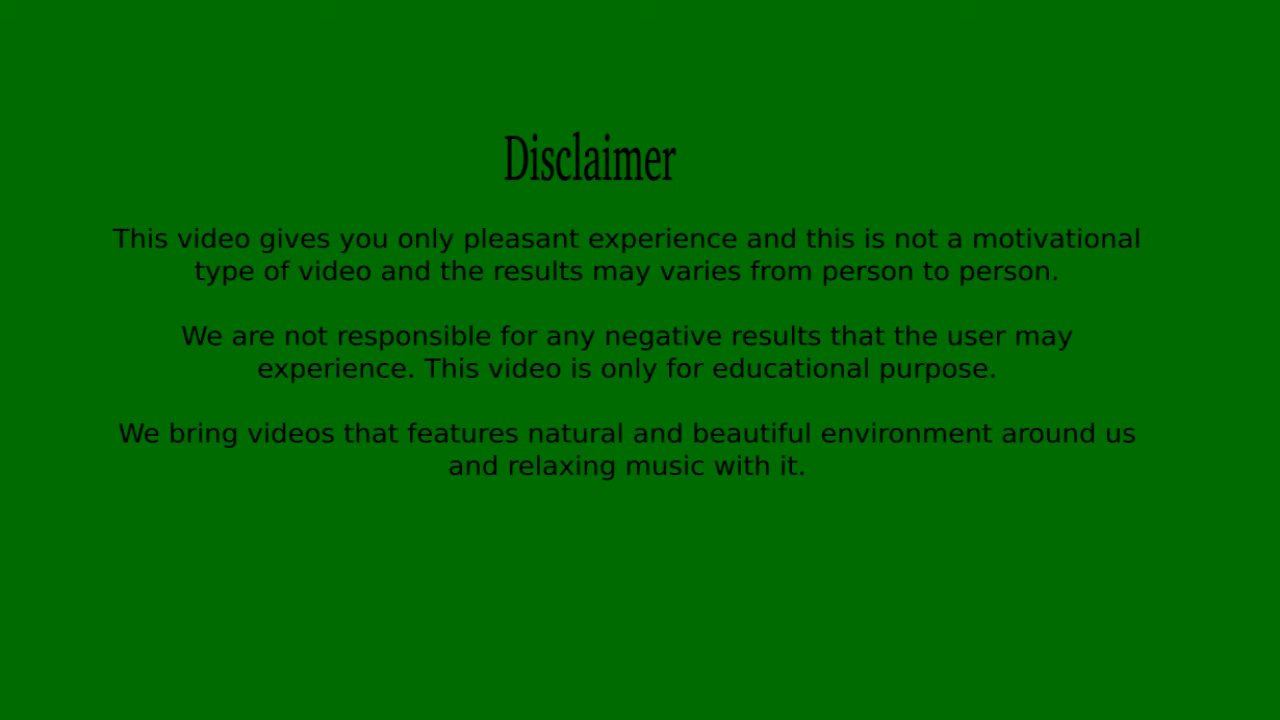 Disclaimer
This video gives you only pleasant experience and this is not a motivational
type of video and the results may varies from person to person.
We are not responsible for any negative results that the user may
experience. This video is only for educational purpose.
We bring videos that features natural and beautiful environment around us
and relaxing music with it.